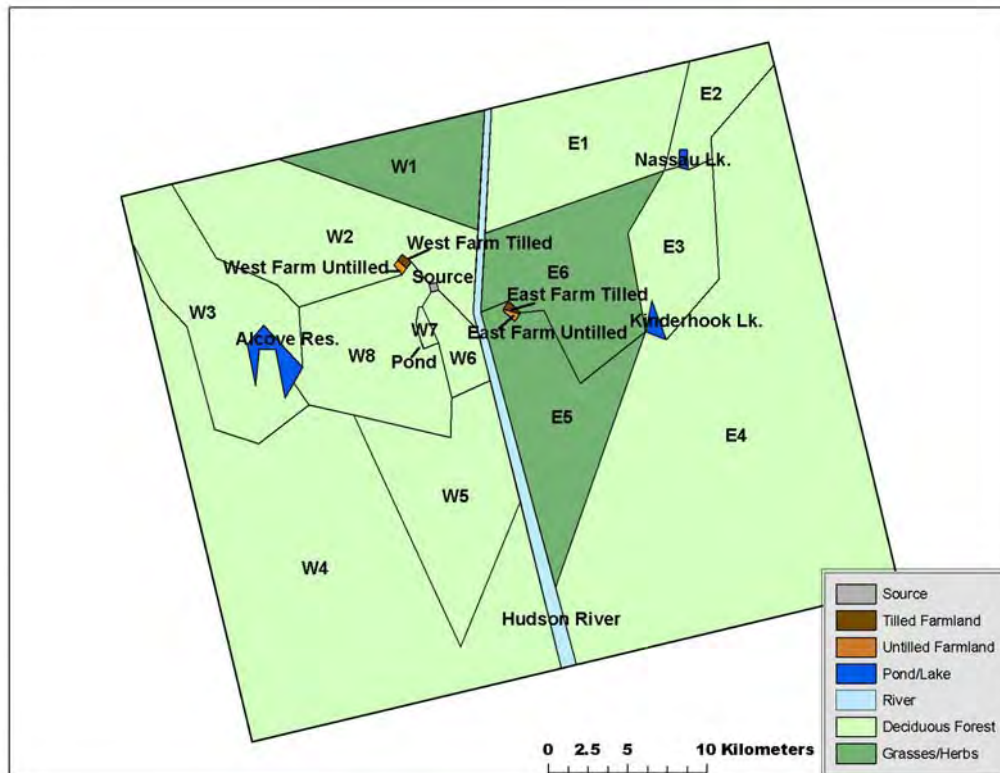 E2
E1
Nassau Lk.
W1
W2
West Farm Tilled
E3
West Farm Untilled
Source
E6
East Farm Tilled
W3
Kinderhook Lk.
Alcove Res.
W7
East Farm Untilled
W8
W6
Pond
E5
E4
W5
W4
Hudson River
Source
Tilled Farmland
Untilled Farmland
Pond/Lake
River
Deciduous Forest
Grasses/Herbs
0 2.5 5 10 Kilometers